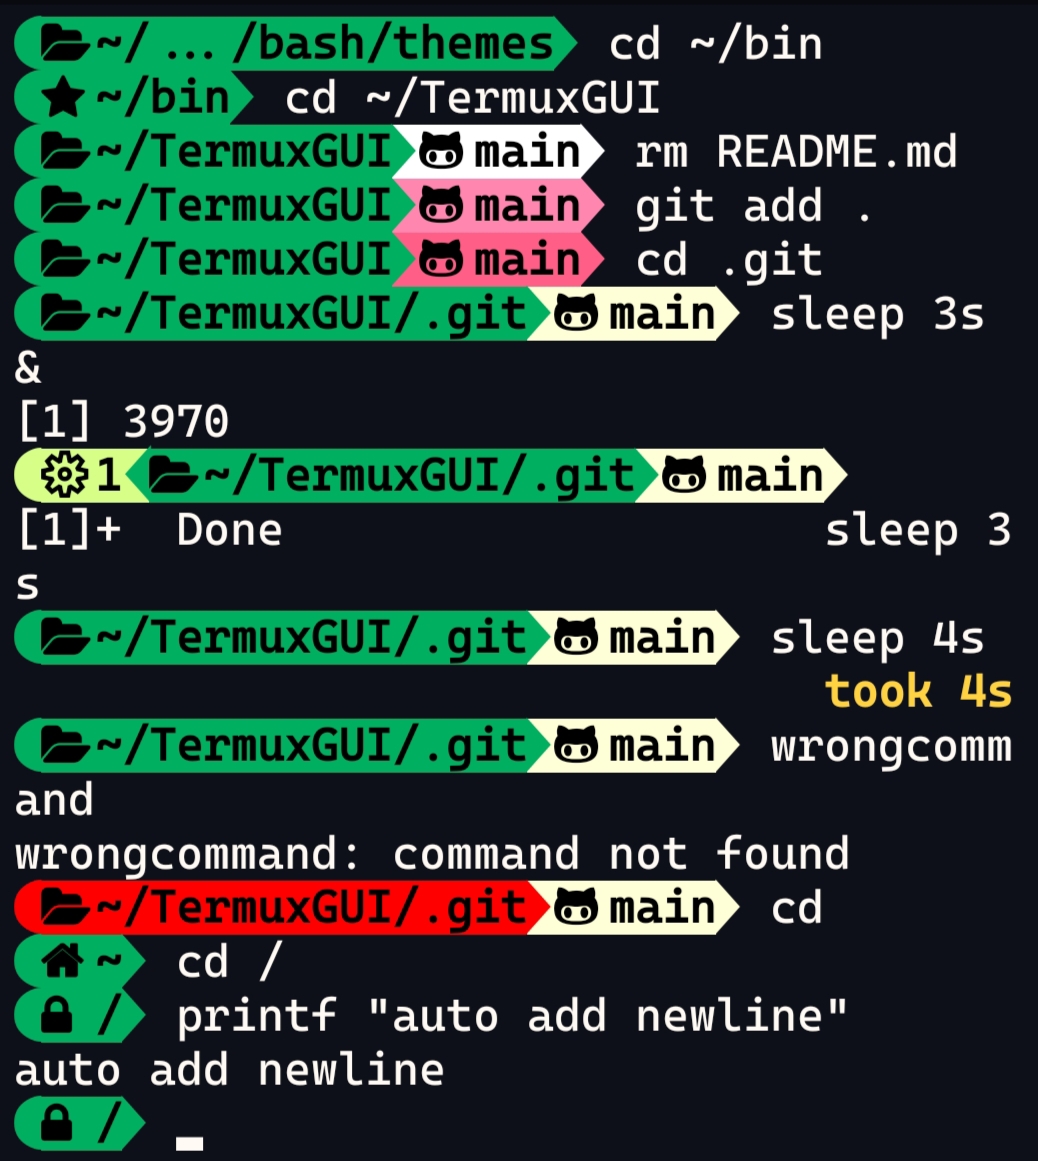 ~/ ... /bash/themes cd ~/bin
~/bin cd ~/TermuxGUI
~/TermuxGUI main rm README.md
~/TermuxGUI main git add .
~/TermuxGUI main cd .git
~/TermuxGUI/.git main sleep 3s
&
[1] 3970
1 ~/TermuxGUI/.git main
[1]+ Done sleep 3
s
~/TermuxGUI/.git main sleep 4s
took 4s
~/TermuxGUI/.git main wrongcomm
and
wrongcommand: command not found
~/TermuxGUI/.git main cd
~ cd /
/ printf "auto add newline"
auto add newline
/